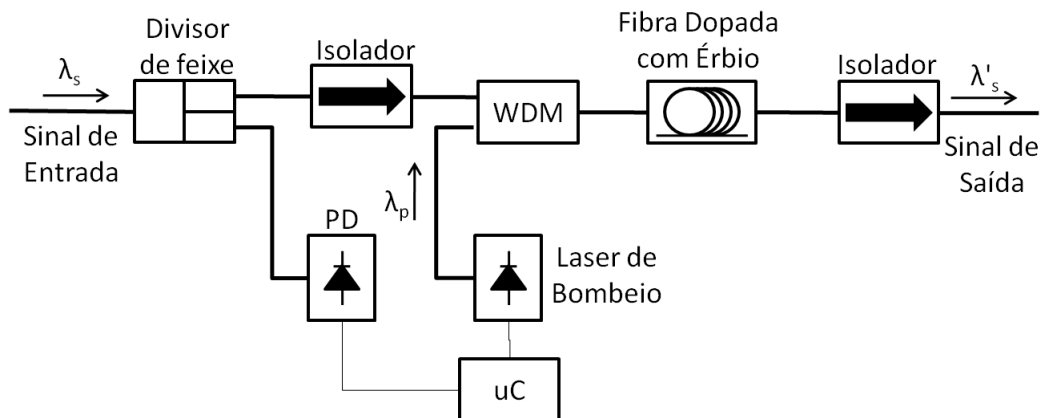 Divisor
de feixe
Isolador
Fibra Dopada
com Érbio
Isolador
λs
λ's
WDM
Sinal de
Entrada
Sinal de
Saída
λp
PD
Laser de
Bombeio
uC